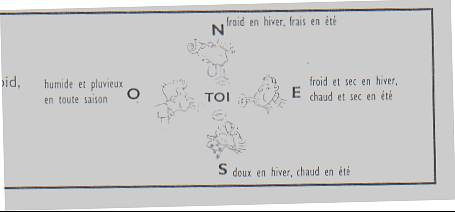 N froid en hiver, frais en été
oid,
humide et pluvieux
en toute saison
O
TOI
E
froid et sec en hiver,
chaud et sec en été
S doux en hiver, chaud en été